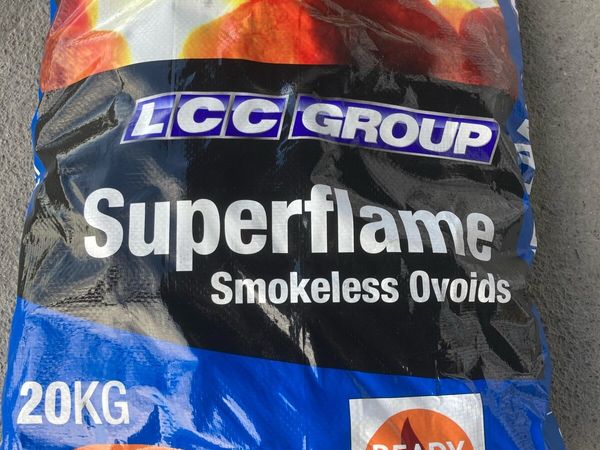 LCC GROUP
Superflame
Smokeless Ovoids
20KG
READY